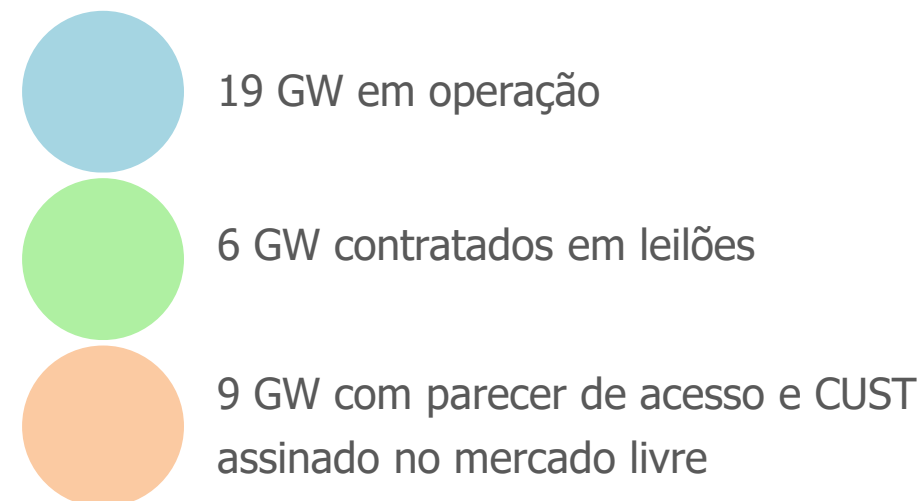 19 GW em operação
6 GW contratados em leilões
9 GW com parecer de acesso e CUST
assinado no mercado livre